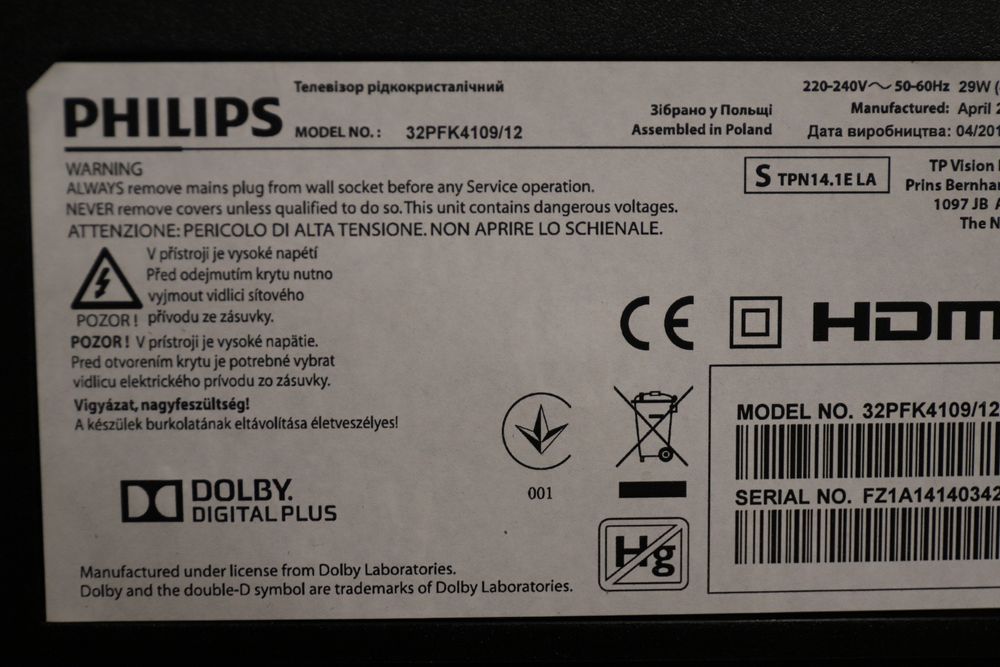 Телевізор рідкокристалічний
PHILIPS
MODEL NO.: 32PFK4109/12
Зібрано у Польщі
Assembled in Poland
220-240V～ 50-60Hz 29W (
Manufactured: April 2
Дата виробництва: 04/201
WARNING
ALWAYS remove mains plug from wall socket before any Service operation.
NEVER remove covers unless qualified to do so. This unit contains dangerous voltages.
ATTENZIONE: PERICOLO DI ALTA TENSIONE. NON APRIRE LO SCHIENALE.
S TPN14.1E LA
TP Vision
Prins Bernhar
1097 JB A
The N
V přístroji je vysoké napétí
Před odejmutím krytu nutno
vyjmout vidlici sítového
POZOR! přívodu ze zásuvky.
POZOR! V prístroji je vysoké napätie.
Pred otvorením krytu je potrebné vybrat
vidlicu elektrického prívodu zo zásuvky.
Vigyázat, nagyfeszültség!
A készülek burkolatának eltávolítása életveszélyes!
CE
HDM
001
MODEL NO. 32PFK4109/12
SERIAL NO. FZ1A14140342
Hg
DOLBY.
DIGITAL PLUS
Manufactured under license from Dolby Laboratories.
Dolby and the double-D symbol are trademarks of Dolby Laboratories.